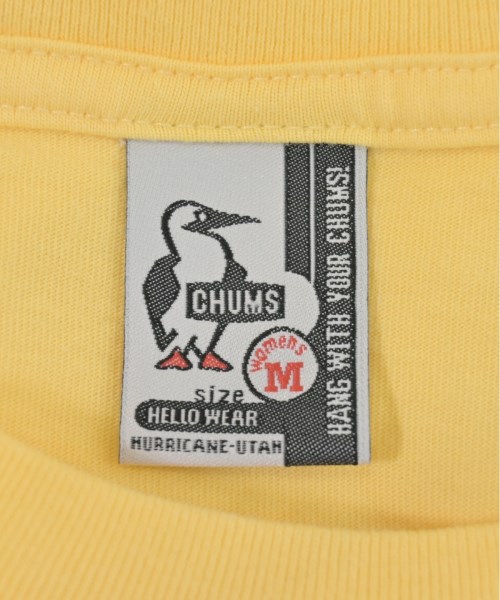 CHUMS
womens
M
size
HELLO WEAR
HURRICANE-UTAH
HANG WITH YOUR CHUMS!